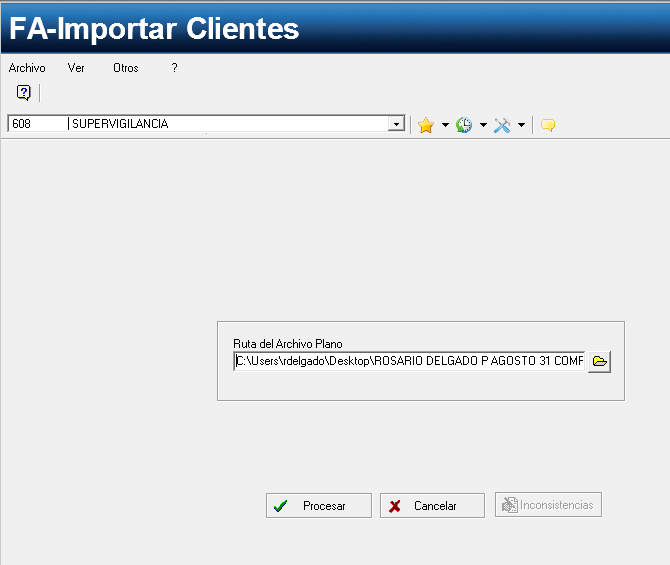 FA-Importar Clientes
Archivo Ver Otros ?
608 SUPERVIGILANCIA
Ruta del Archivo Plano
C:\Users\rdelgado\Desktop\ROSARIO DELGADO P AGOSTO 31 COMF
Procesar Cancelar Inconsistencias